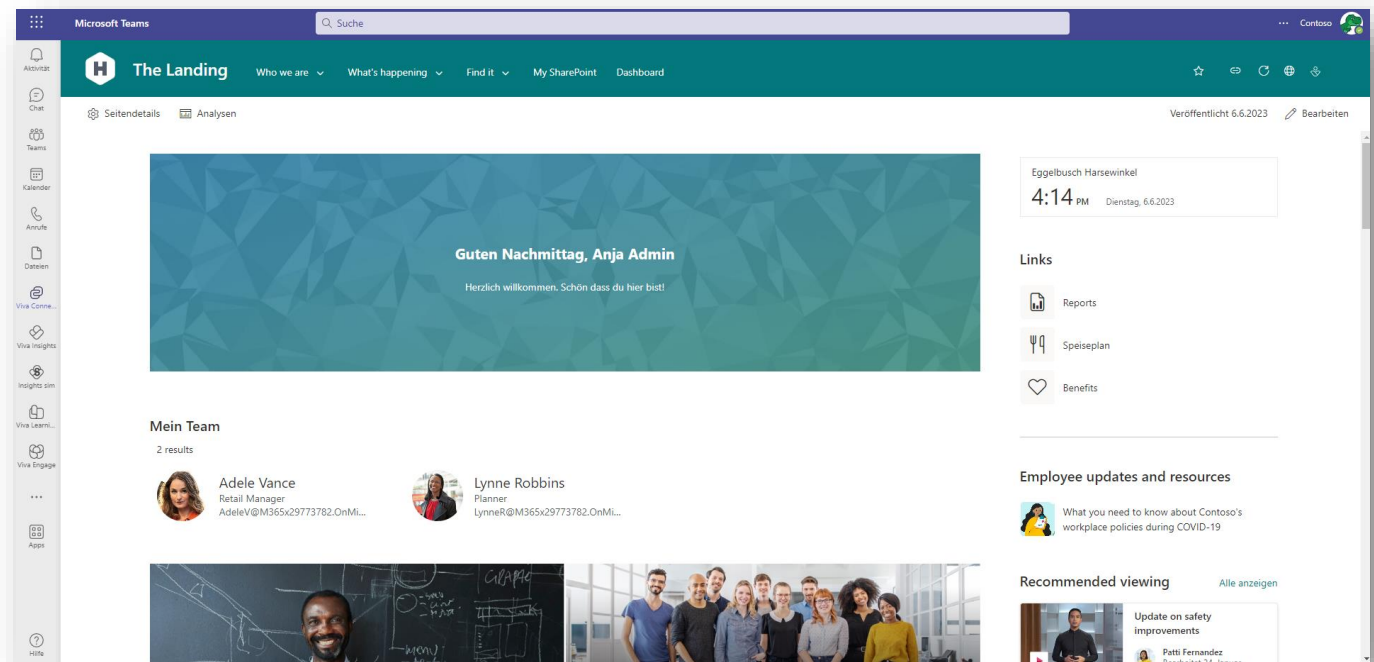 Microsoft Teams
Suche
Contoso
Aktivität
Chat
Teams
Kalender
Anrufe
Dateien
Viva Conne...
Viva Insights
Insights sim
Viva Learni...
Viva Engage
Apps
Hilfe
H
The Landing
Who we are
What's happening
Find it
My SharePoint
Dashboard
Seitendetails
Analysen
Veröffentlicht 6.6.2023
Bearbeiten
Guten Nachmittag, Anja Admin
Herzlich willkommen. Schön dass du hier bist!
Mein Team
2 results
Adele Vance
Retail Manager
AdeleV@M365x29773782.OnMi...
Lynne Robbins
Planner
LynneR@M365x29773782.OnMi...
Eggelbusch Harsewinkel
4:14 PM Dienstag, 6.6.2023
Links
Reports
Speiseplan
Benefits
Employee updates and resources
What you need to know about Contoso's
workplace policies during COVID-19
Recommended viewing
Alle anzeigen
Update on safety
improvements
Patti Fernandez